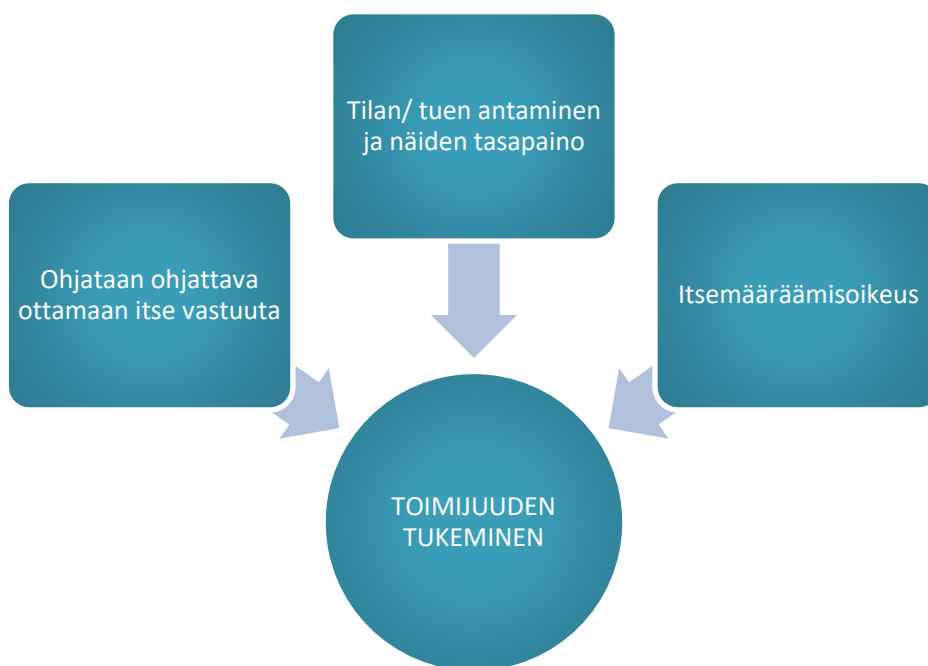 Tilan/ tuen antaminen
ja näiden tasapaino
Ohjataan ohjattava
ottamaan itse vastuuta
Itsemääräämisoikeus
TOIMIJUUDEN
TUKEMINEN